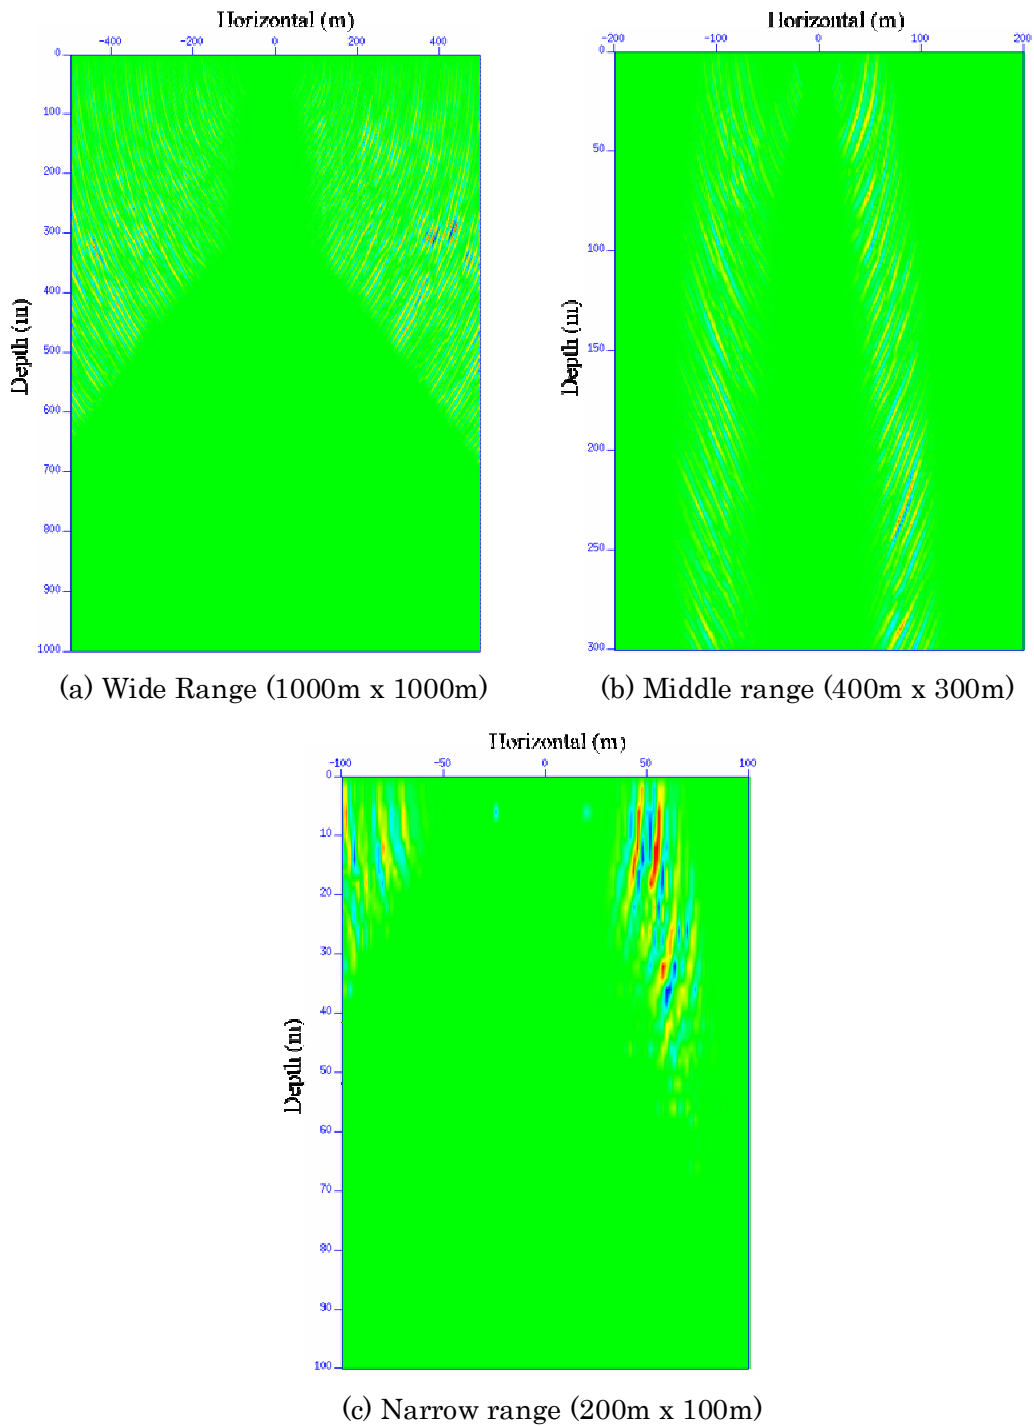 Horizontal (m)
-400 -200 0 200 400
0
100
200
300
400
500
600
700
800
900
1000
Depth (m)
(a) Wide Range (1000m x 1000m)
Horizontal (m)
-200 -100 0 100 200
0
50
100
150
200
250
300
Depth (m)
(b) Middle range (400m x 300m)
Horizontal (m)
-100 -50 0 50 100
0
10
20
30
40
50
60
70
80
90
100
Depth (m)
(c) Narrow range (200m x 100m)